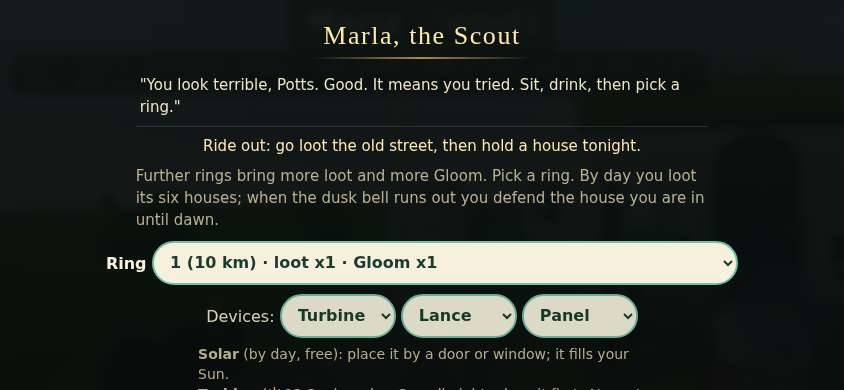 Marla, the Scout
"You look terrible, Potts. Good. It means you tried. Sit, drink, then pick a
ring."
Ride out: go loot the old street, then hold a house tonight.
Further rings bring more loot and more Gloom. Pick a ring. By day you loot
its six houses; when the dusk bell runs out you defend the house you are in
until dawn.
Ring 1 (10 km) · loot x1 · Gloom x1
Devices: Turbine Lance Panel
Solar (by day, free): place it by a door or window; it fills your
Sun.